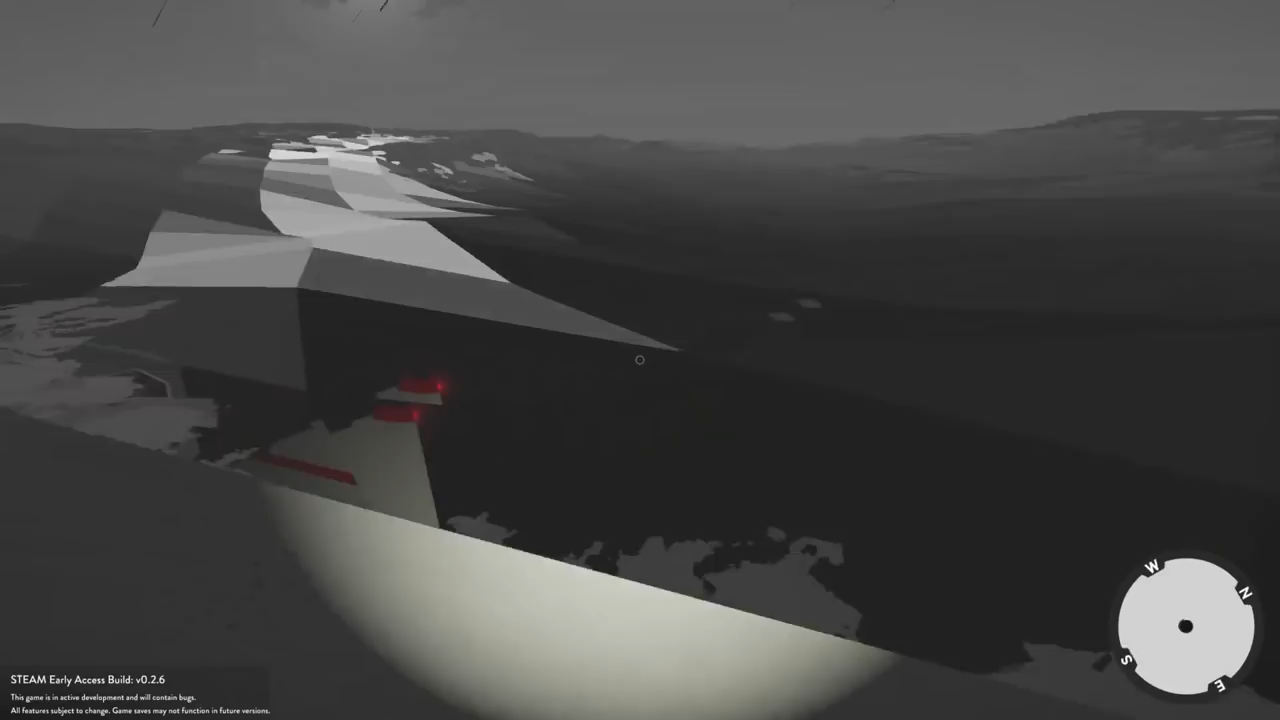 W
N
S
E
STEAM Early Access Build: v0.2.6
This game is in active development and will contain bugs.
All features subject to change. Game saves may not function in future versions.